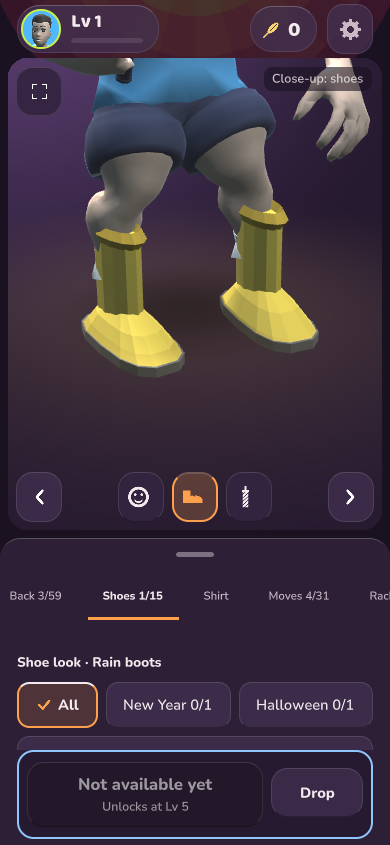 Lv 1
0
Close-up: shoes
Back 3/59
Shoes 1/15
Shirt
Moves 4/31
Shoe look · Rain boots
All
New Year 0/1
Halloween 0/1
Not available yet
Unlocks at Lv 5
Drop